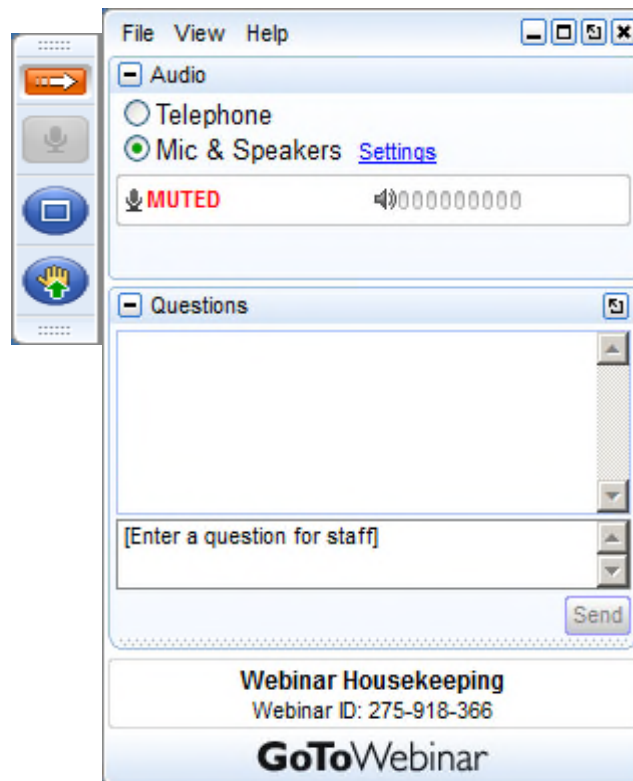 File View Help
Audio
Telephone
Mic & Speakers Settings
MUTED 000000000
Questions
[Enter a question for staff]
Send
Webinar Housekeeping
Webinar ID: 275-918-366
GoToWebinar